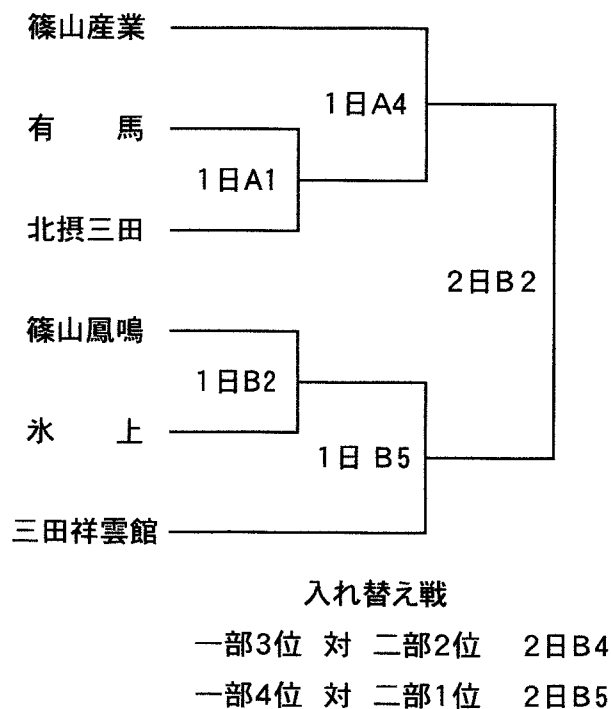 篠山産業
1日A4
有　　馬
1日A1
北摂三田
2日B2
篠山鳳鳴
1日B2
氷　　上
1日 B5
三田祥雲館
入れ替え戦
一部3位 対 二部2位 2日B4
一部4位 対 二部1位 2日B5